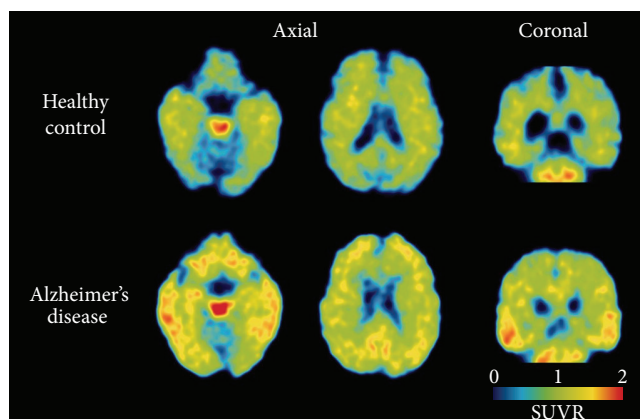 Axial
Coronal
Healthy
control
Alzheimer's
disease
0
1
2
SUVR